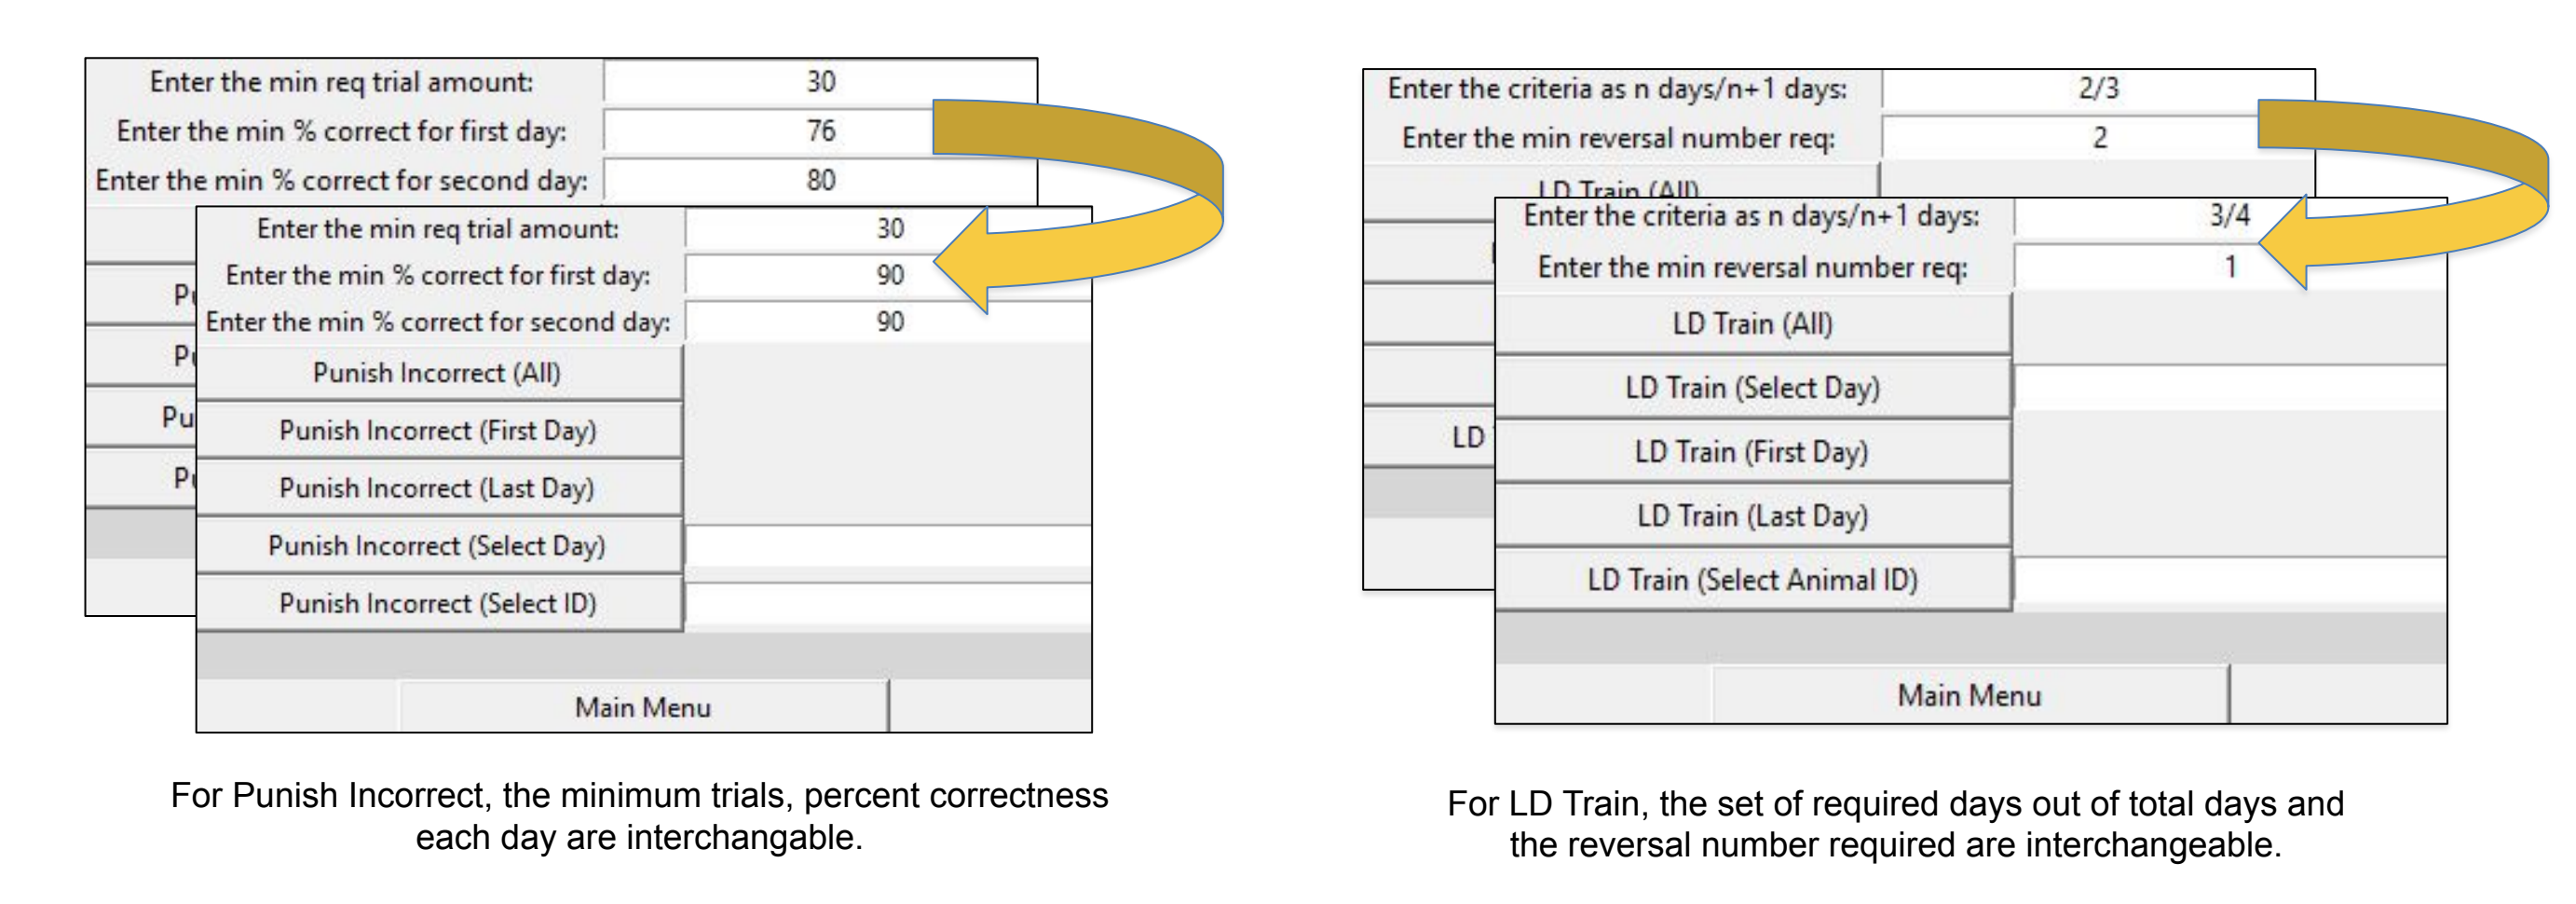 Enter the min req trial amount: 30
Enter the min % correct for first day: 76
Enter the min % correct for second day: 80
Pu
Enter the min req trial amount: 30
Enter the min % correct for first day: 90
Enter the min % correct for second day: 90
Punish Incorrect (All)
Punish Incorrect (First Day)
Punish Incorrect (Last Day)
Punish Incorrect (Select Day)
Punish Incorrect (Select ID)
Main Menu
For Punish Incorrect, the minimum trials, percent correctness
each day are interchangable.
Enter the criteria as n days/n+1 days: 2/3
Enter the min reversal number req: 2
LD Train (All)
LD
Enter the criteria as n days/n+1 days: 3/4
Enter the min reversal number req: 1
LD Train (All)
LD Train (Select Day)
LD Train (First Day)
LD Train (Last Day)
LD Train (Select Animal ID)
Main Menu
For LD Train, the set of required days out of total days and
the reversal number required are interchangeable.